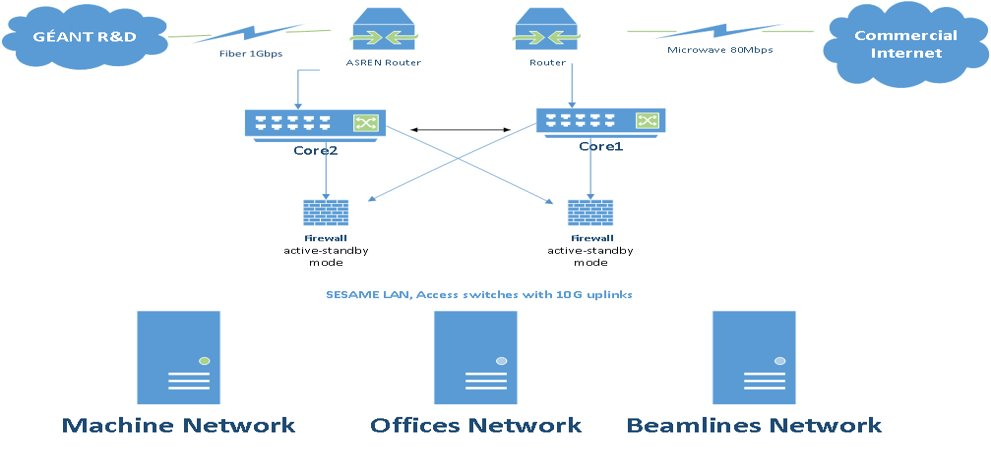 GÉANT R&D
Fiber 1Gbps
ASREN Router
Router
Microwave 80Mbps
Commercial
Internet
Core2
Core1
Firewall
active-standby
mode
Firewall
active-standby
mode
SESAME LAN, Access switches with 10G uplinks
Machine Network
Offices Network
Beamlines Network